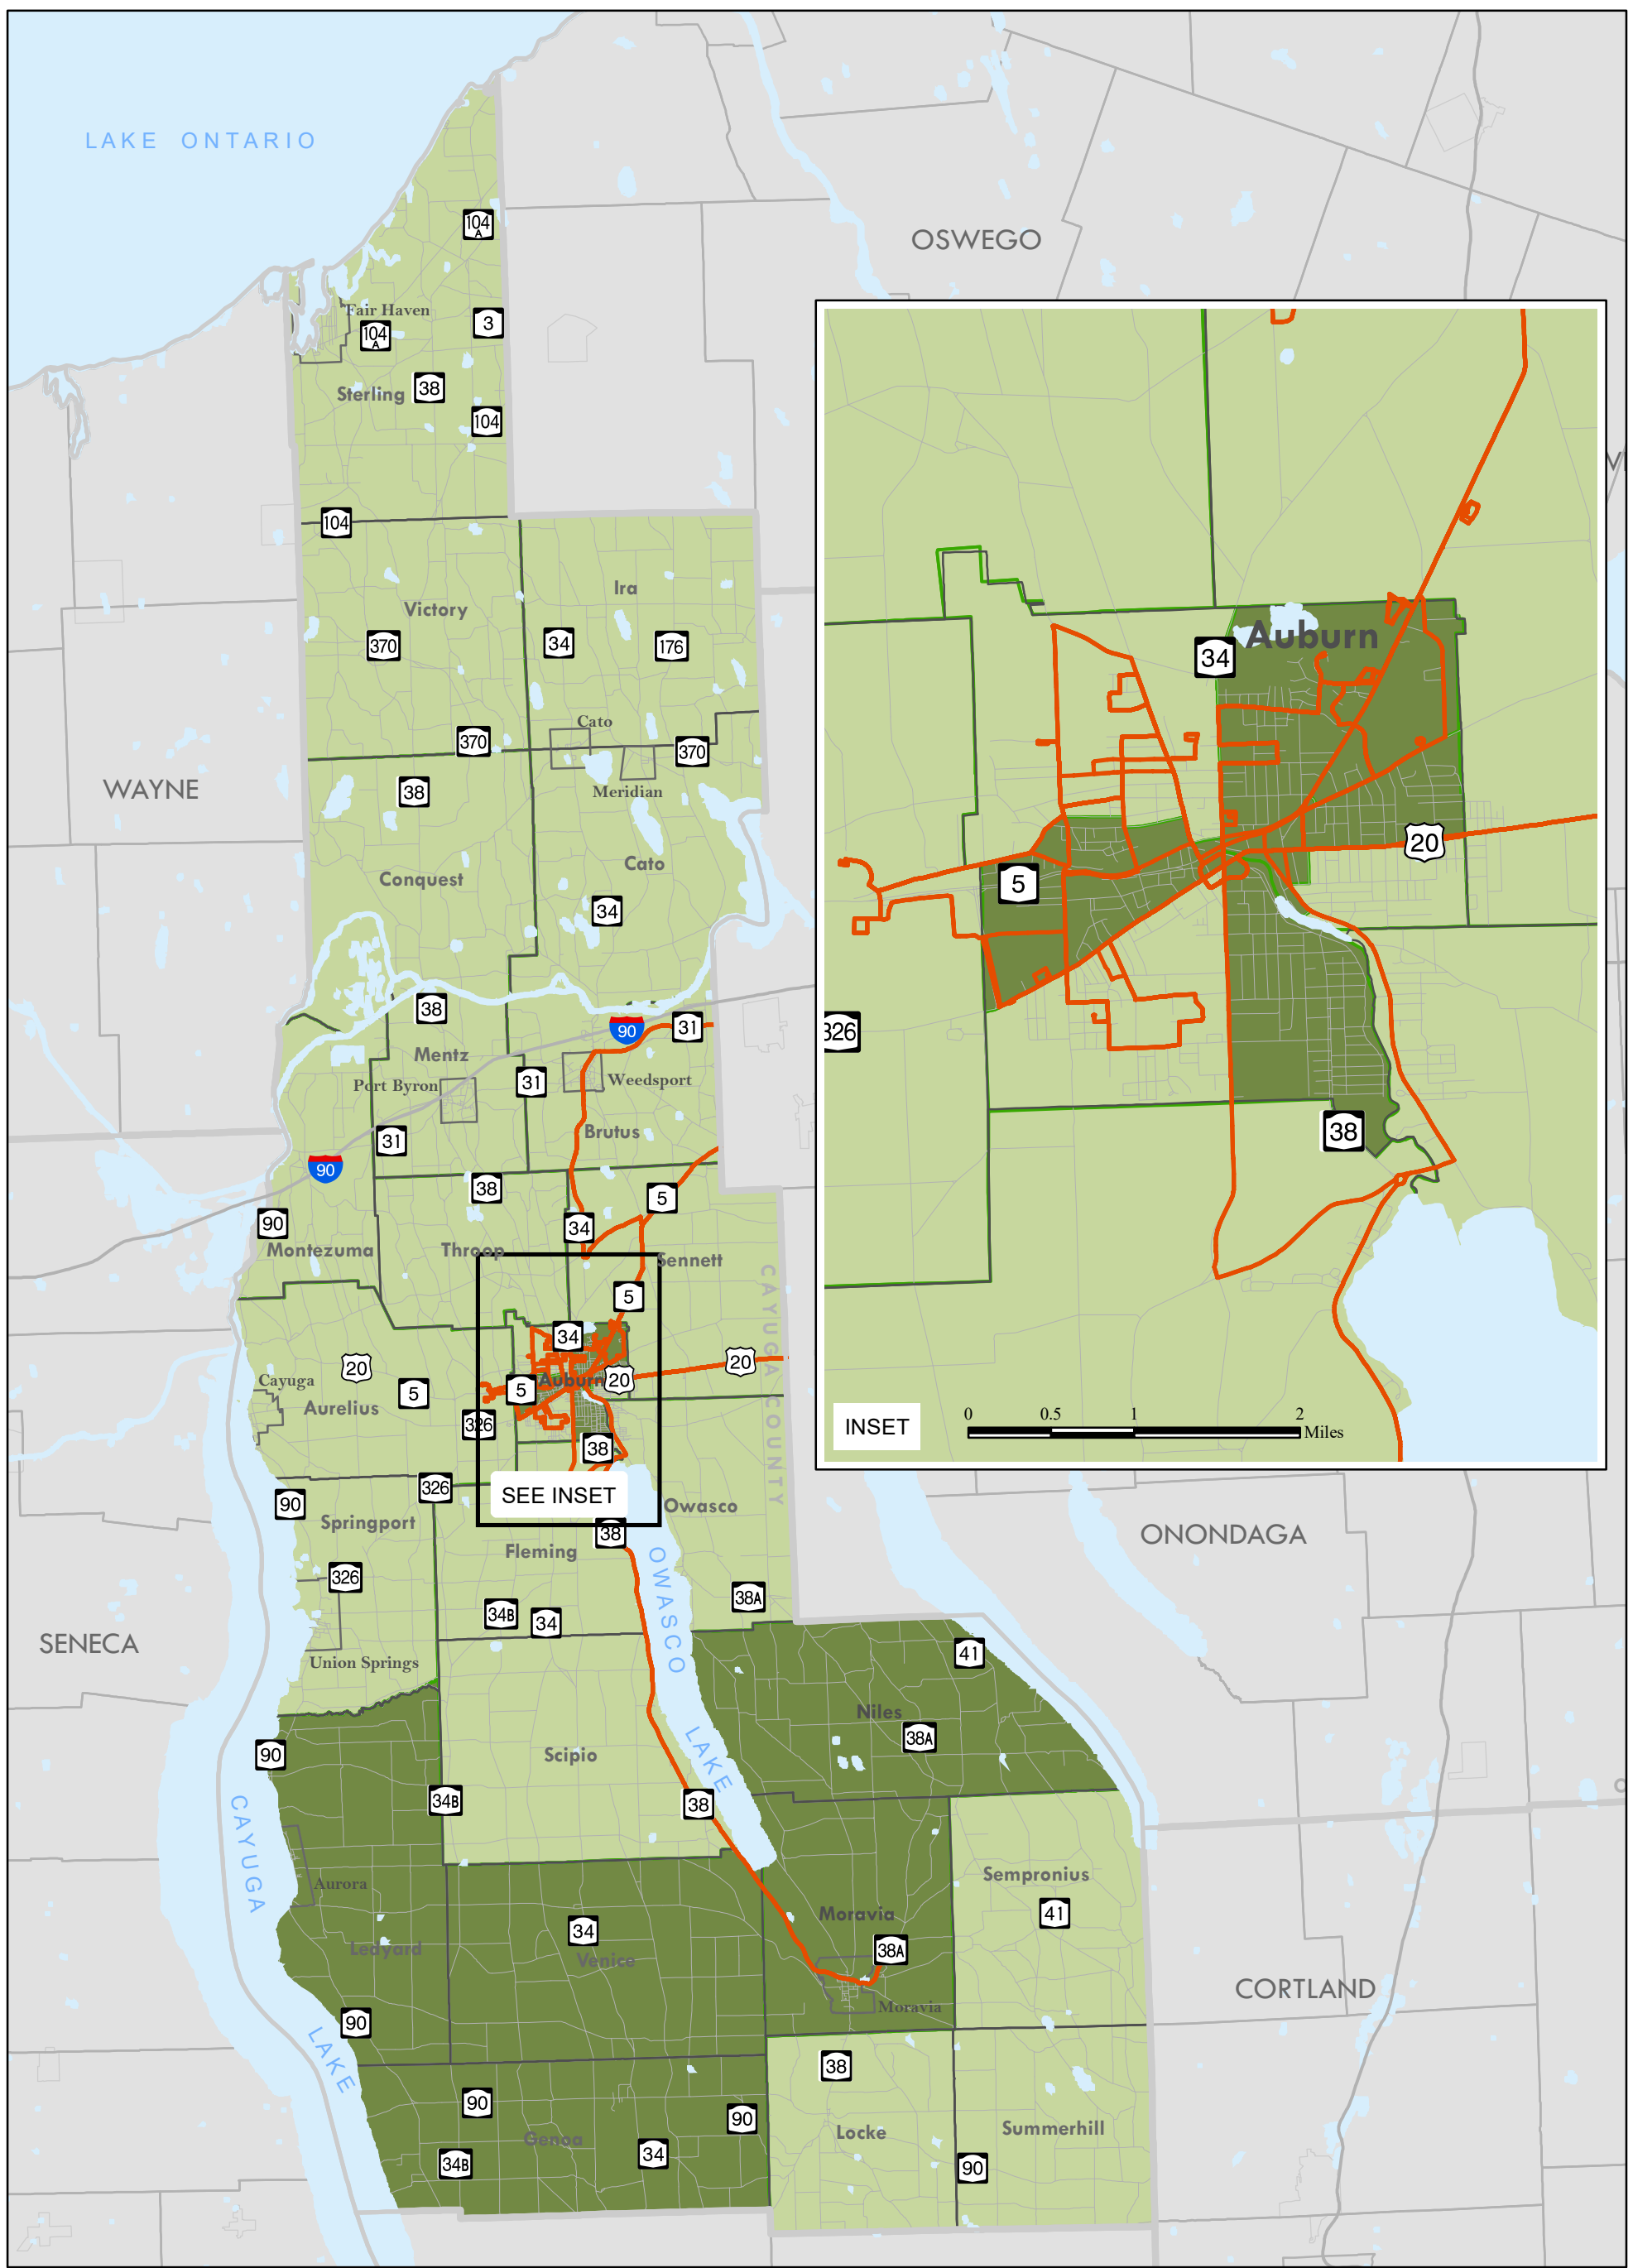 LAKE ONTARIO
104
A
OSWEGO
Fair Haven
104
A
3
Sterling
38
104
104
Ira
Victory
370
34
176
Cato
370
370
WAYNE
38
Meridian
Cato
Conquest
34
38
90
31
Mentz
Port Byron
31
Weedsport
Brutus
31
90
38
5
90
34
Montezuma
Throop
Sennett
5
34
20
20
Cayuga
5
5
Auburn
20
Aurelius
326
38
CAYUGA COUNTY
326
SEE INSET
90
Springport
Owasco
38
Fleming
326
38A
34B
34
OWASCO
LAKE
SENECA
Union Springs
41
Niles
38A
90
Scipio
34B
38
CAYUGA
LAKE
Sempronius
Aurora
Moravia
41
34
38A
Ledyard
Venice
Moravia
90
38
90
90
Locke
Summerhill
Genoa
34
34B
90
ONONDAGA
CORTLAND
Auburn
34
20
5
326
38
INSET
0 0.5 1 2
Miles